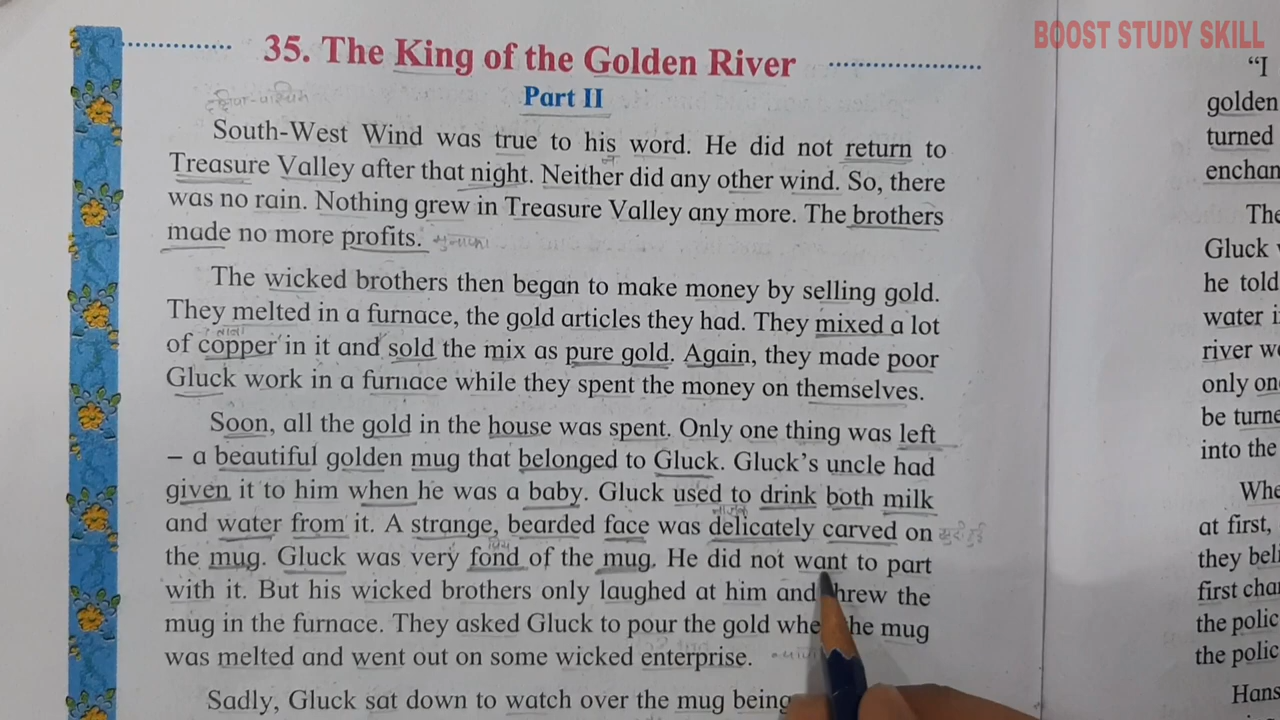 BOOST STUDY SKILL
35. The King of the Golden River
Part II
दक्षिण-पश्चिम
South-West Wind was true to his word. He did not return to
Treasure Valley after that night. Neither did any other wind. So, there
was no rain. Nothing grew in Treasure Valley any more. The brothers
made no more profits. मुनाफा
The wicked brothers then began to make money by selling gold.
They melted in a furnace, the gold articles they had. They mixed a lot
of copper in it and sold the mix as pure gold. Again, they made poor
Gluck work in a furnace while they spent the money on themselves.
Soon, all the gold in the house was spent. Only one thing was left
– a beautiful golden mug that belonged to Gluck. Gluck's uncle had
given it to him when he was a baby. Gluck used to drink both milk
and water from it. A strange, bearded face was delicately carved on
the mug. Gluck was very fond of the mug. He did not want to part
with it. But his wicked brothers only laughed at him and threw the
mug in the furnace. They asked Gluck to pour the gold when the mug
was melted and went out on some wicked enterprise.
Sadly, Gluck sat down to watch over the mug being
“I
golden
turned
enchan
The
Gluck
he told
water i
river w
only on
be turne
into the
Whe
at first,
they beli
first cha
the polic
the polic
Hans